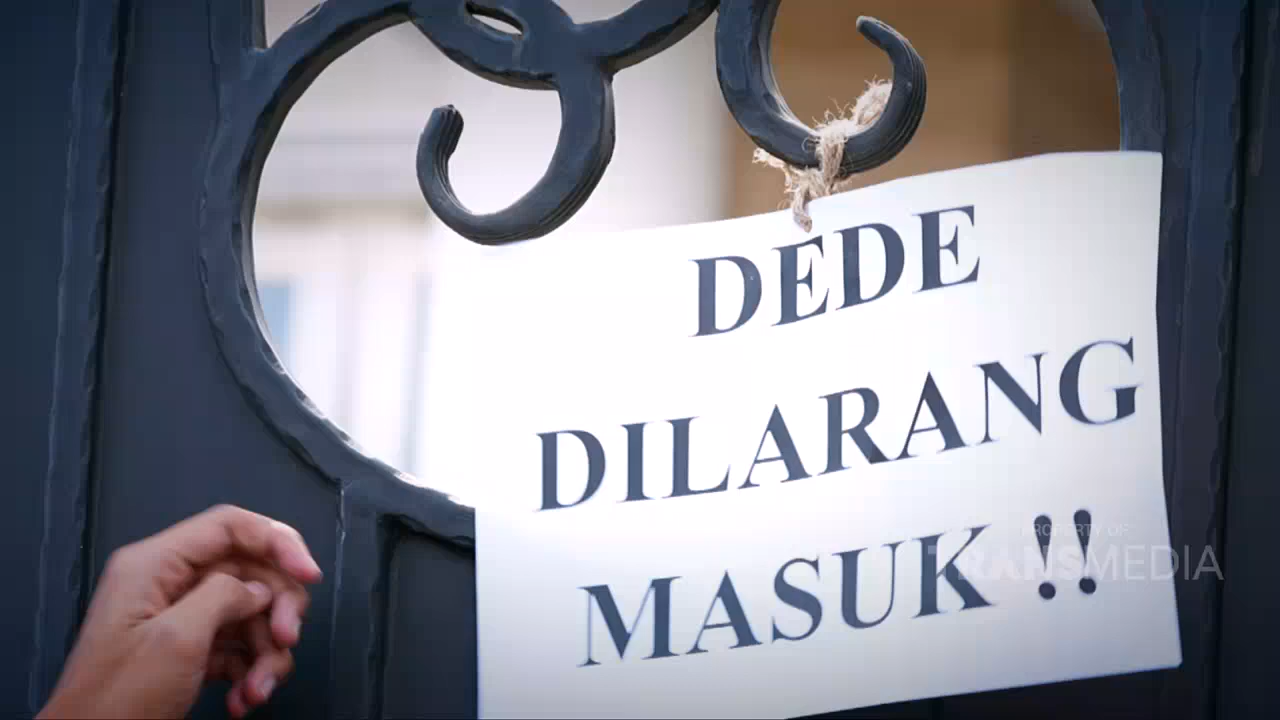 DEDE
DILARANG
MASUK !!
PROPERTY OF
TRANSMEDIA